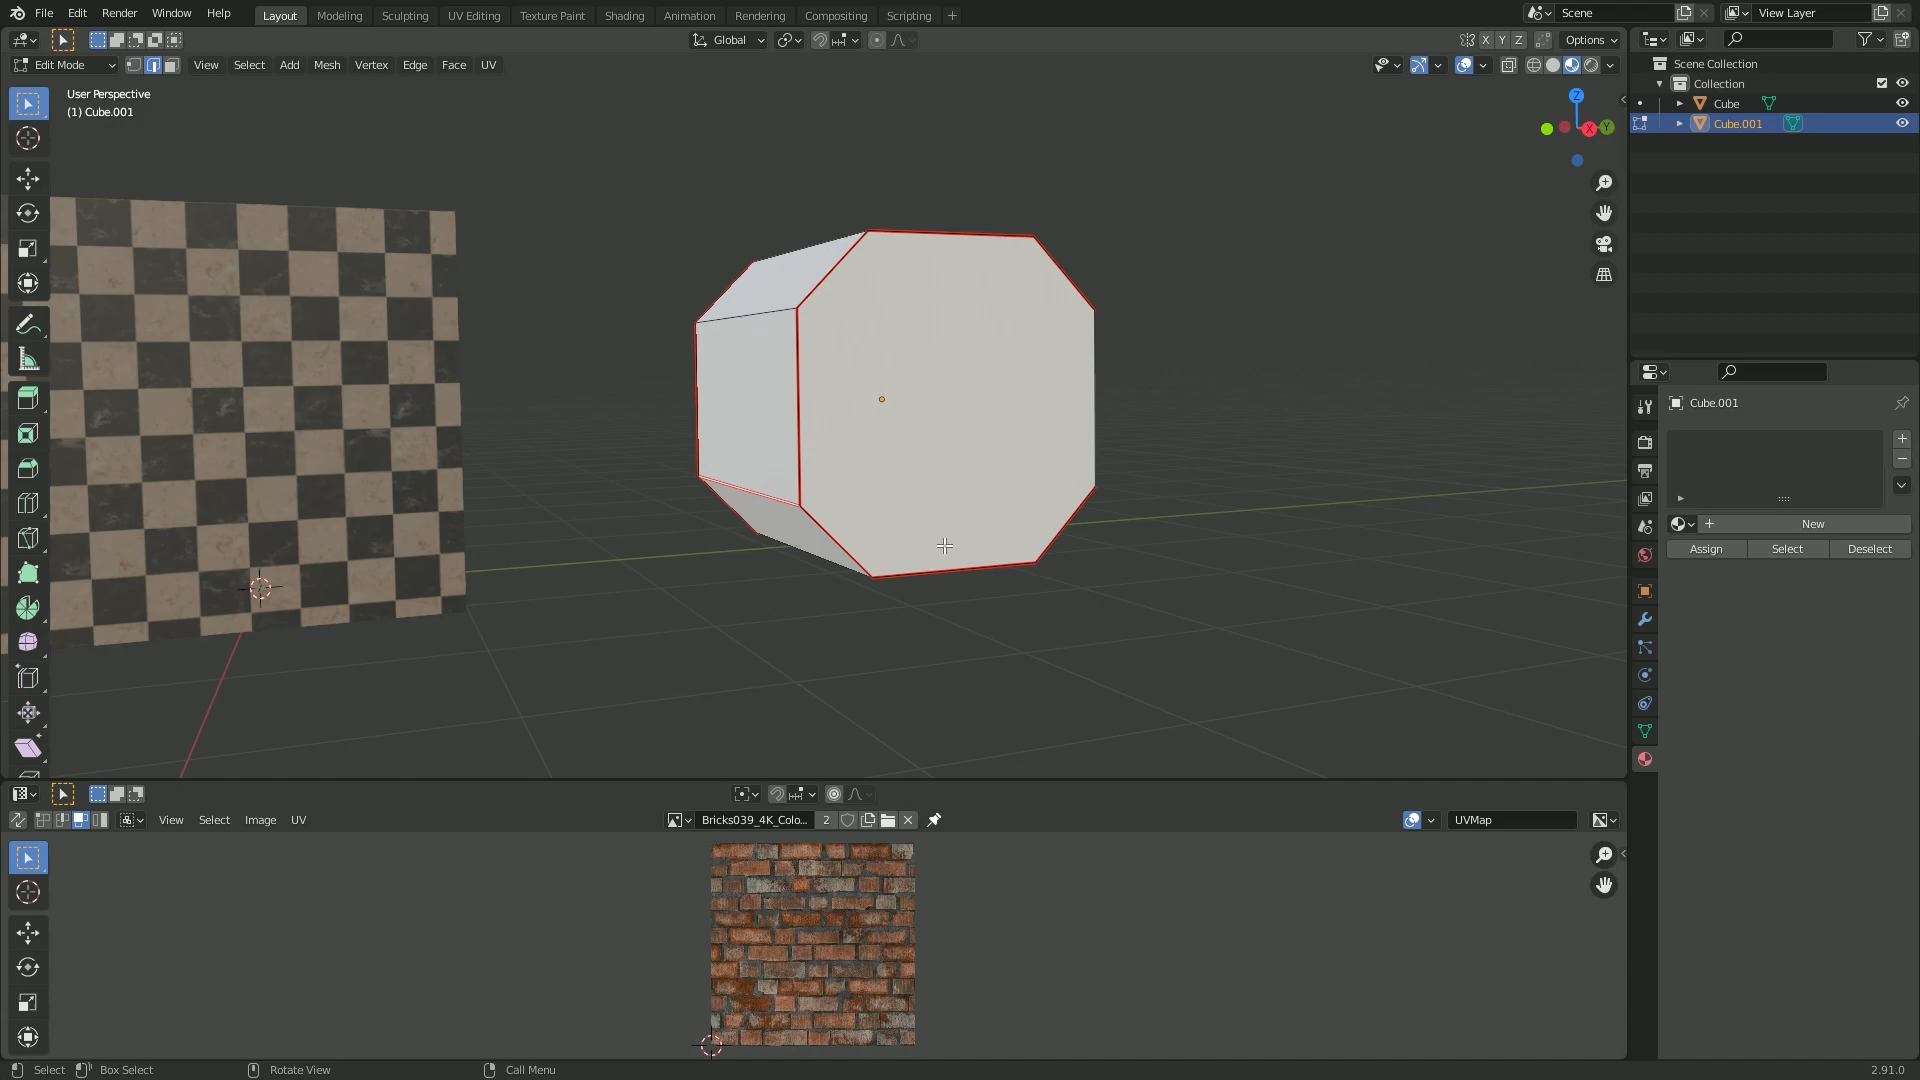 File Edit Render Window Help Layout Modeling Sculpting UV Editing Texture Paint Shading Animation Rendering Compositing Scripting + Scene View Layer
Global X Y Z Options
Edit Mode View Select Add Mesh Vertex Edge Face UV
User Perspective
(1) Cube.001
Z
X Y
Scene Collection
Collection
Cube
Cube.001
Cube.001
New
Assign Select Deselect
View Select Image UV Bricks039_4K_Colo... 2 UVMap
Select Box Select Rotate View Call Menu 2.91.0